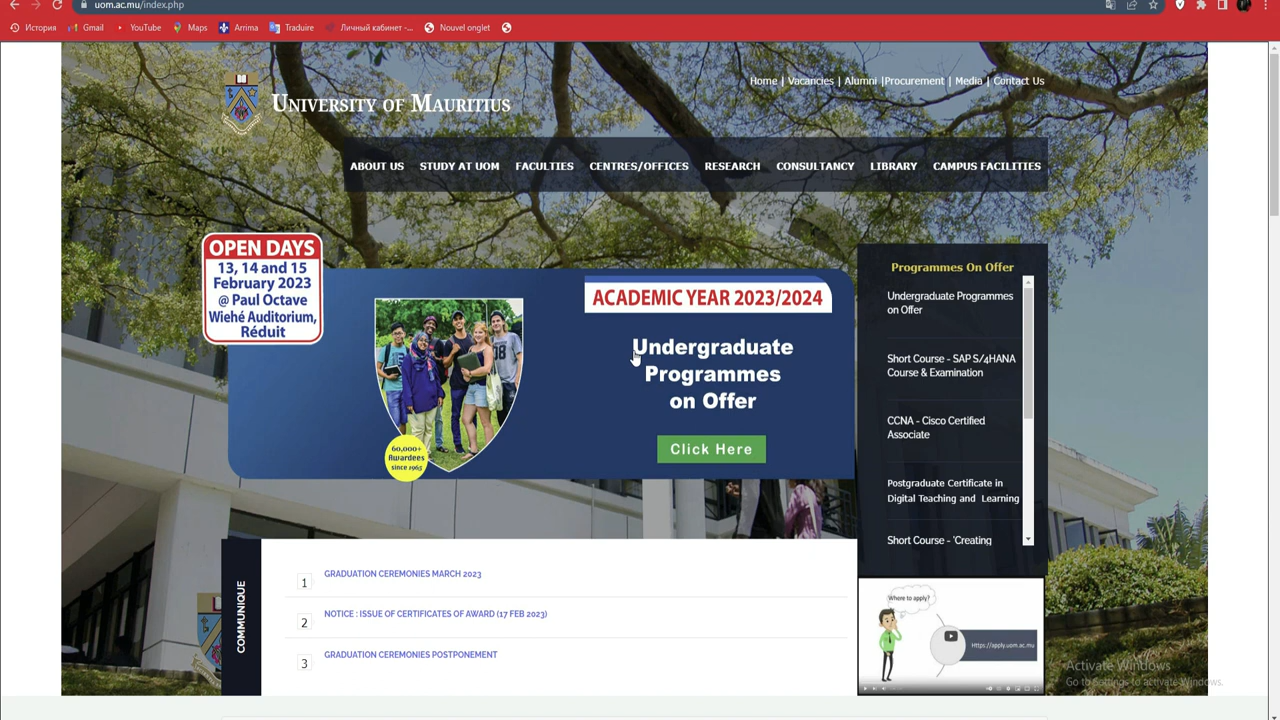 uom.ac.mu/index.php
История Gmail YouTube Maps Arrima Traduire Личный кабинет -... Nouvel onglet
UNIVERSITY OF MAURITIUS
Home | Vacancies | Alumni |Procurement | Media | Contact Us
ABOUT US STUDY AT UOM FACULTIES CENTRES/OFFICES RESEARCH CONSULTANCY LIBRARY CAMPUS FACILITIES
OPEN DAYS
13, 14 and 15
February 2023
@ Paul Octave
Wiehé Auditorium,
Réduit
60,000+
Awardees
since 1965
ACADEMIC YEAR 2023/2024
Undergraduate
Programmes
on Offer
Click Here
Programmes On Offer
Undergraduate Programmes
on Offer
Short Course - SAP S/4HANA
Course & Examination
CCNA - Cisco Certified
Associate
Postgraduate Certificate in
Digital Teaching and Learning
Short Course - 'Creating
COMMUNIQUE
1 GRADUATION CEREMONIES MARCH 2023
2 NOTICE : ISSUE OF CERTIFICATES OF AWARD (17 FEB 2023)
3 GRADUATION CEREMONIES POSTPONEMENT
Where to apply?
Https://apply.uom.ac.mu
Activate Windows
Go to Settings to activate Windows.